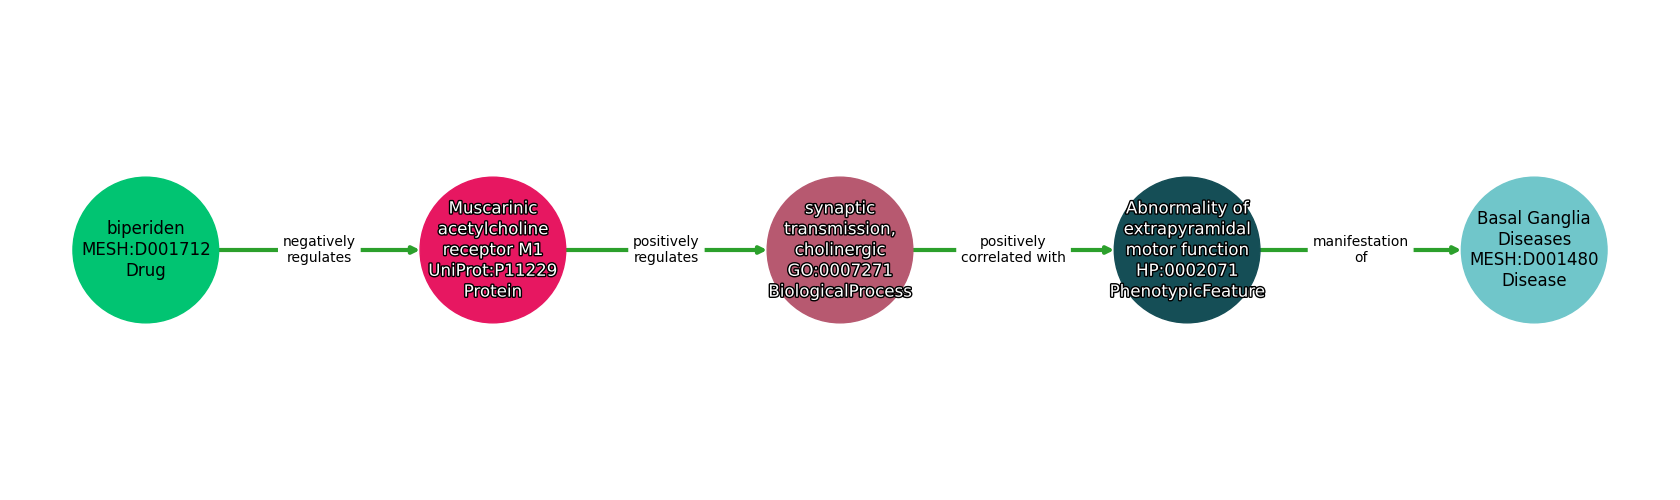 biperiden
MESH:D001712
Drug
negatively
regulates
Muscarinic
acetylcholine
receptor M1
UniProt:P11229
Protein
positively
regulates
synaptic
transmission,
cholinergic
GO:0007271
BiologicalProcess
positively
correlated with
Abnormality of
extrapyramidal
motor function
HP:0002071
PhenotypicFeature
manifestation
of
Basal Ganglia
Diseases
MESH:D001480
Disease